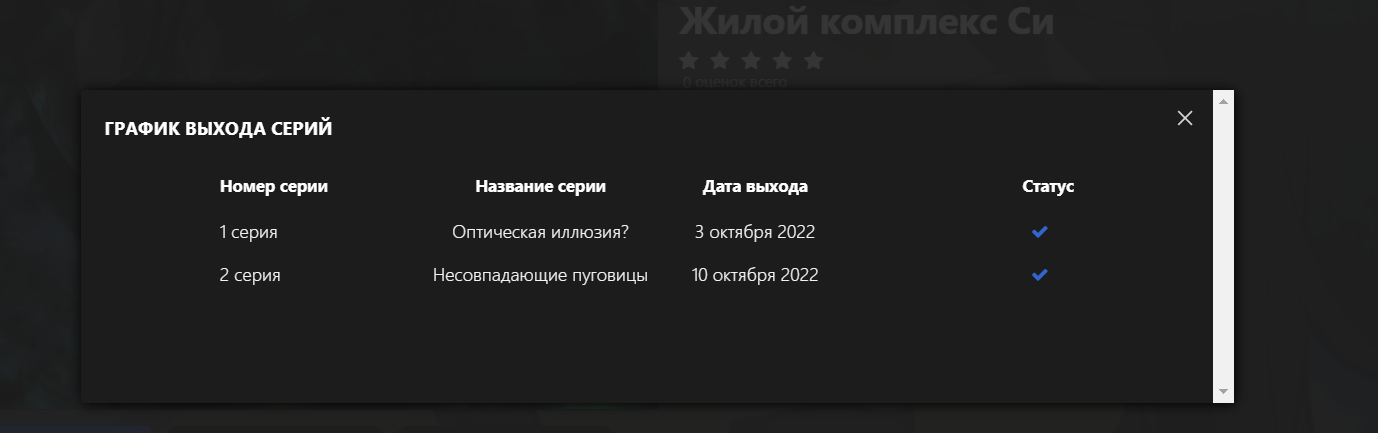 Жилой комплекс Си
0 оценок всего
ГРАФИК ВЫХОДА СЕРИЙ
Номер серии Название серии Дата выхода Статус
1 серия Оптическая иллюзия? 3 октября 2022
2 серия Несовпадающие пуговицы 10 октября 2022